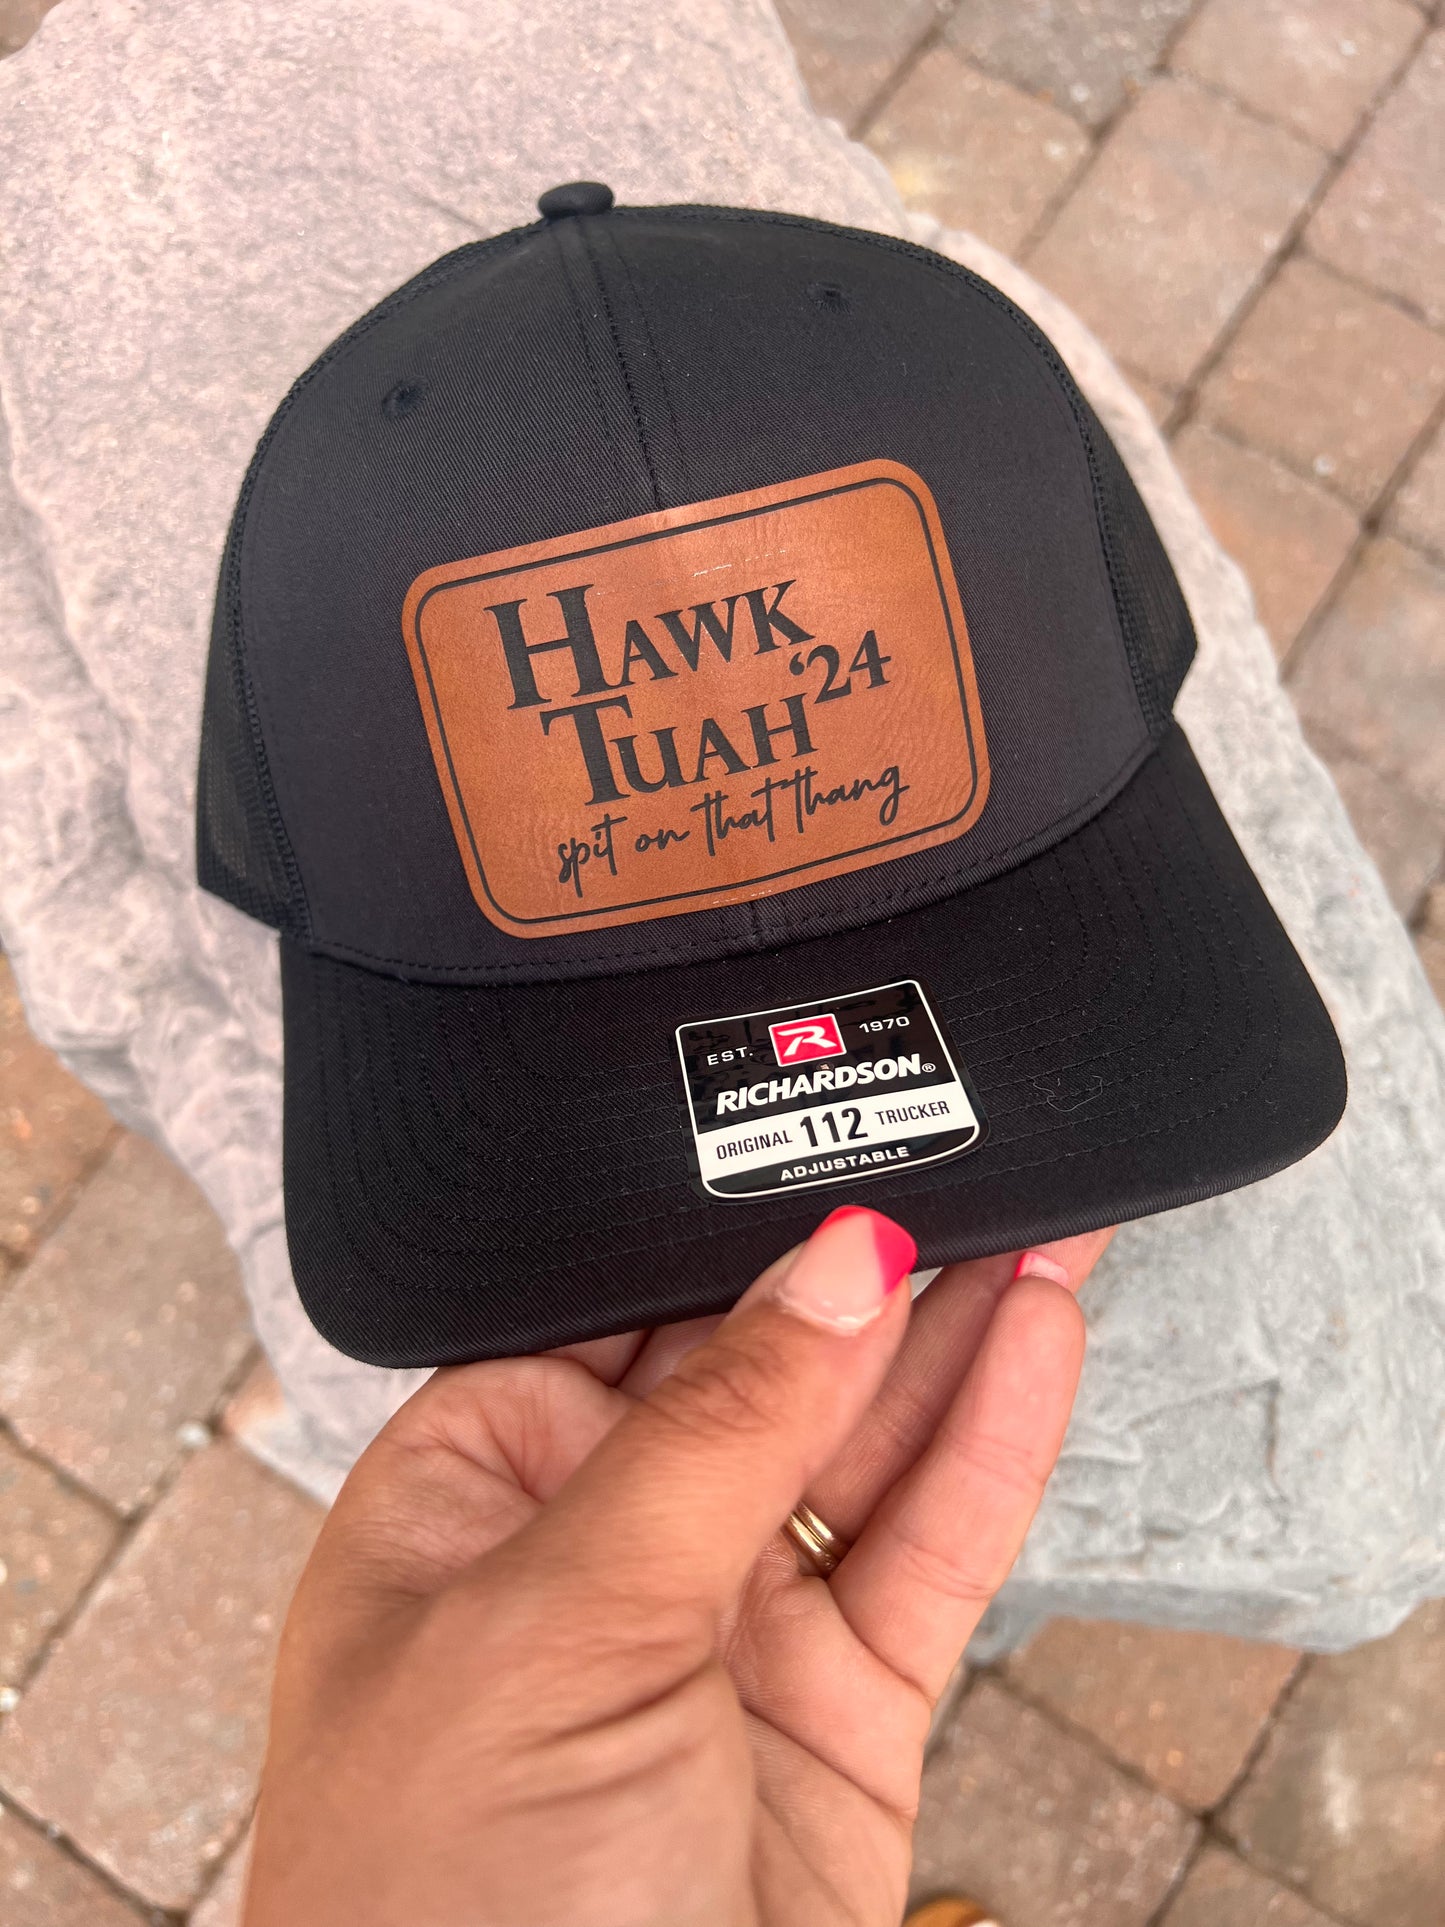 HAWK
TUAH '24
spit on that thang
EST. R 1970
RICHARDSON®
ORIGINAL 112 TRUCKER
ADJUSTABLE